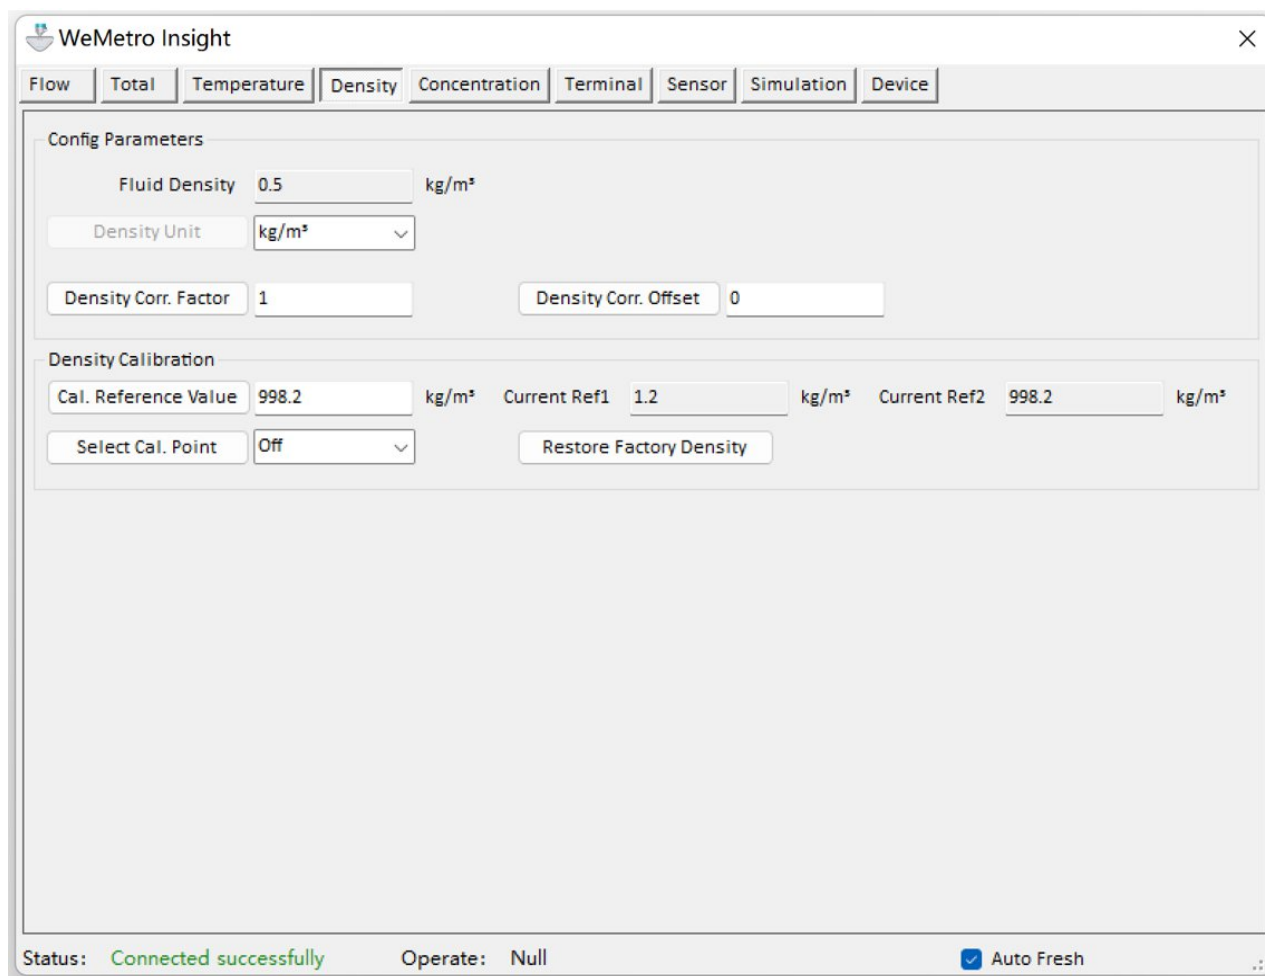 WeMetro Insight
Flow Total Temperature Density Concentration Terminal Sensor Simulation Device
Config Parameters
Fluid Density 0.5 kg/m³
Density Unit kg/m³
Density Corr. Factor 1 Density Corr. Offset 0
Density Calibration
Cal. Reference Value 998.2 kg/m³ Current Ref1 1.2 kg/m³ Current Ref2 998.2 kg/m³
Select Cal. Point Off Restore Factory Density
Status: Connected successfully Operate: Null Auto Fresh